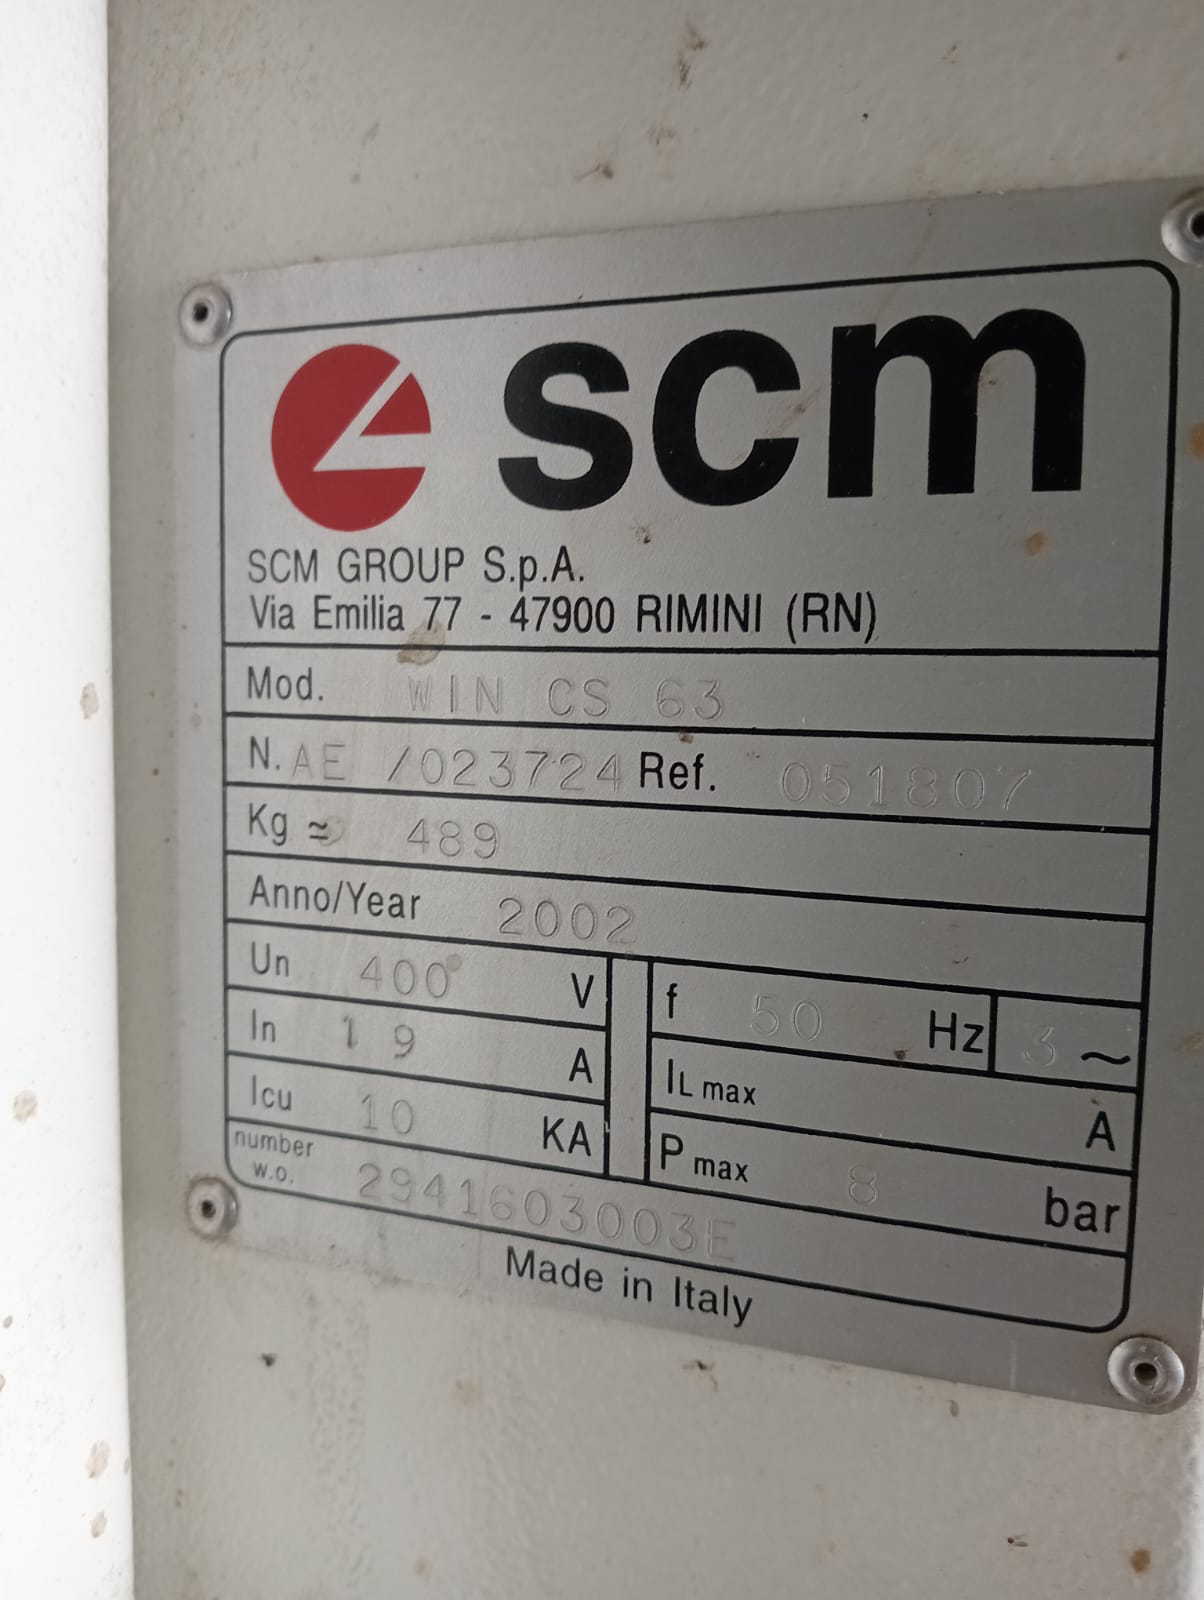 scm
SCM GROUP S.p.A.
Via Emilia 77 - 47900 RIMINI (RN)
Mod. WIN CS 63
N. AE /023724 Ref. 051807
Kg ≃ 489
Anno/Year 2002
Un 400 V f 50 Hz 3 ~
In 19 A IL max A
Icu 10 KA P max 8 bar
number w.o. 2941603003E
Made in Italy